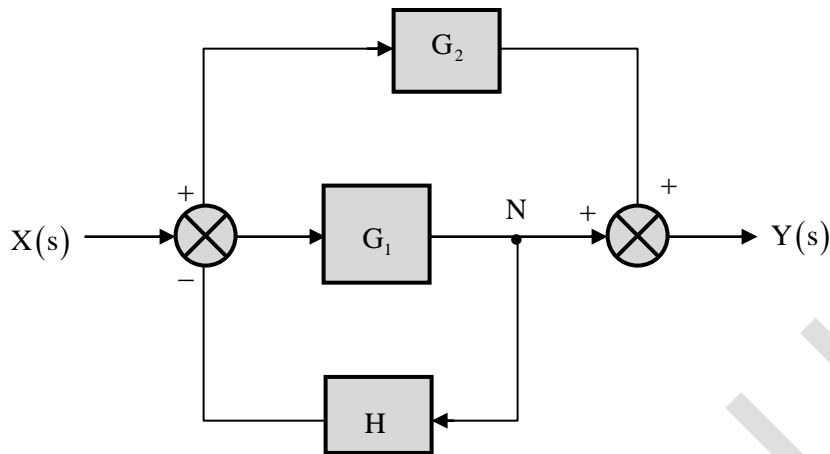 G₂
+
+
N
+
X(s)
G₁
Y(s)
−
H